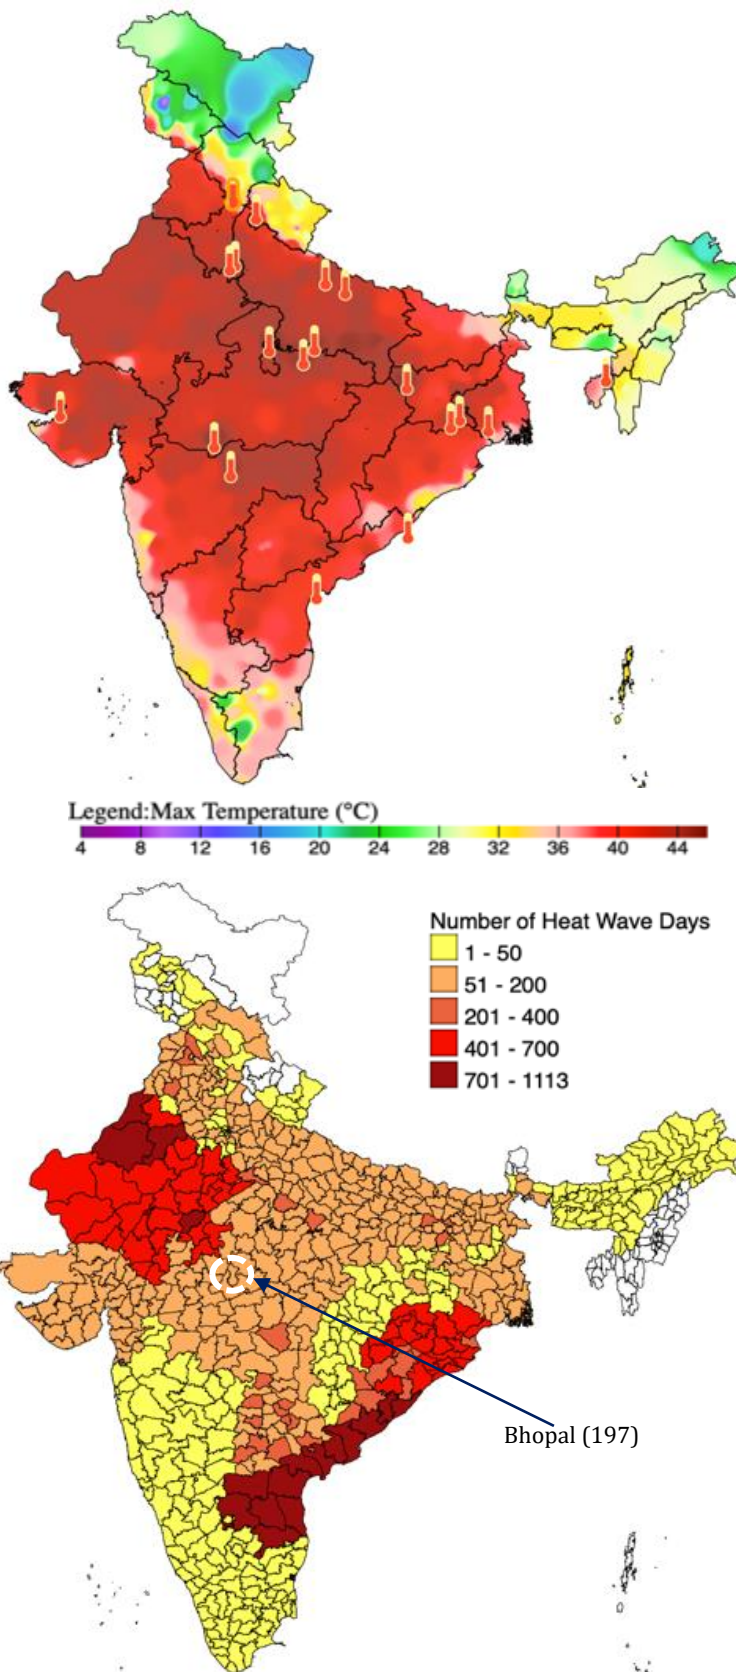 Legend:Max Temperature (°C)
4 8 12 16 20 24 28 32 36 40 44
Number of Heat Wave Days
1 - 50
51 - 200
201 - 400
401 - 700
701 - 1113
Bhopal (197)